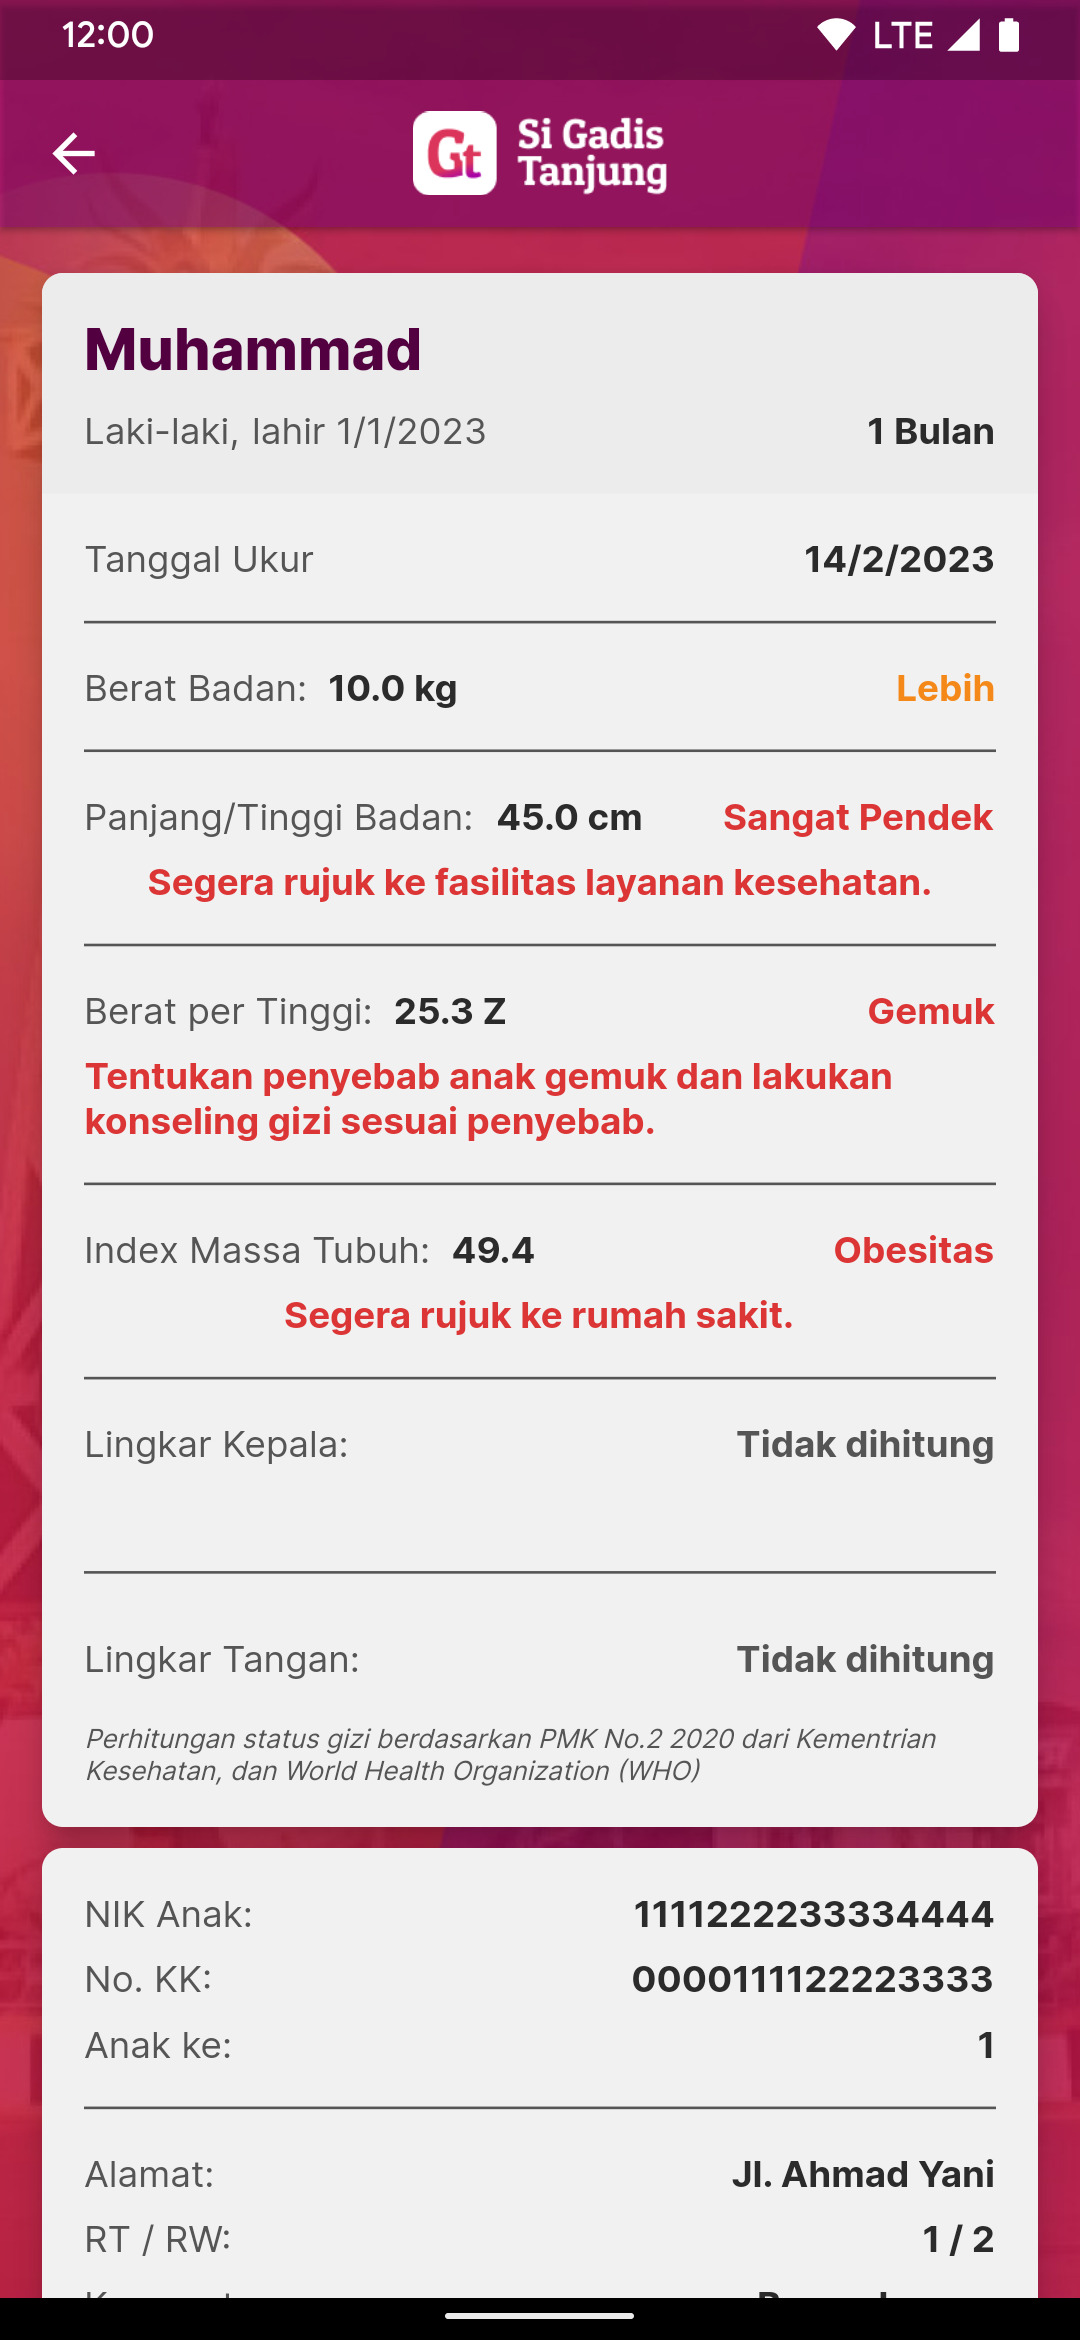 12:00
LTE
Gt
Si Gadis
Tanjung
Muhammad
Laki-laki, lahir 1/1/2023 1 Bulan
Tanggal Ukur 14/2/2023
Berat Badan: 10.0 kg Lebih
Panjang/Tinggi Badan: 45.0 cm Sangat Pendek
Segera rujuk ke fasilitas layanan kesehatan.
Berat per Tinggi: 25.3 Z Gemuk
Tentukan penyebab anak gemuk dan lakukan
konseling gizi sesuai penyebab.
Index Massa Tubuh: 49.4 Obesitas
Segera rujuk ke rumah sakit.
Lingkar Kepala: Tidak dihitung
Lingkar Tangan: Tidak dihitung
Perhitungan status gizi berdasarkan PMK No.2 2020 dari Kementrian
Kesehatan, dan World Health Organization (WHO)
NIK Anak: 1111222233334444
No. KK: 0000111122223333
Anak ke: 1
Alamat: Jl. Ahmad Yani
RT / RW: 1 / 2